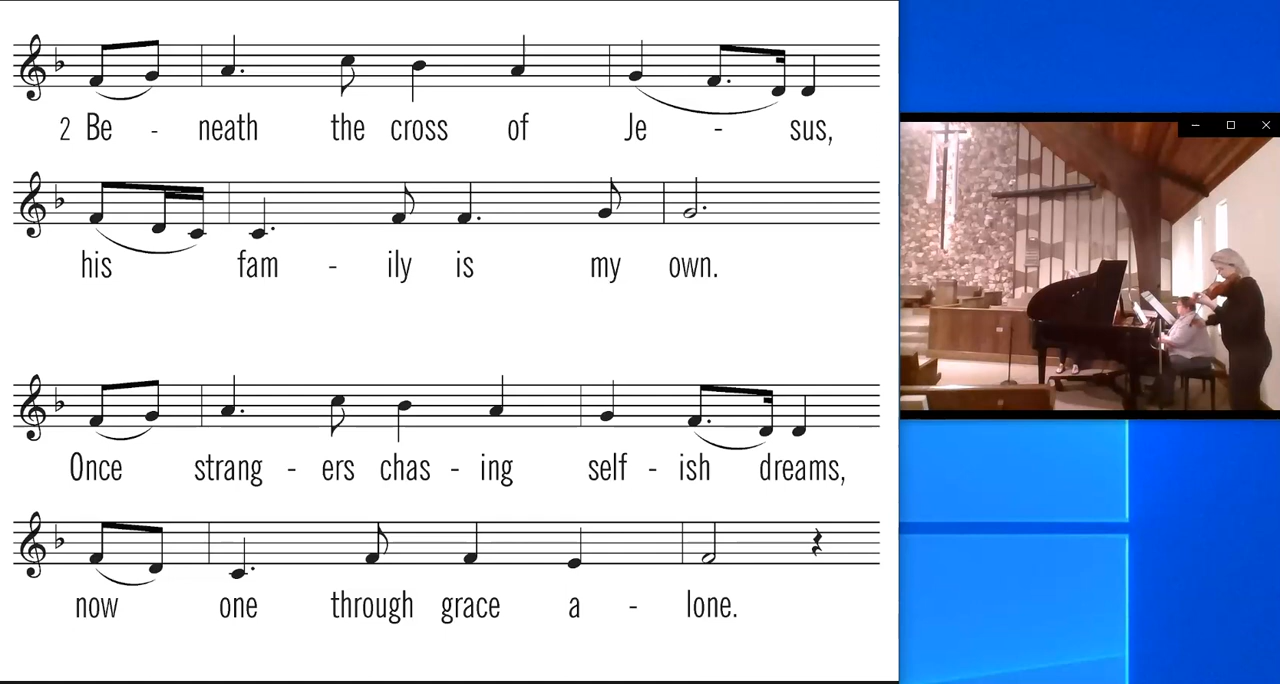 2 Be - neath the cross of Je - sus,
his fam - ily is my own.
Once strang - ers chas - ing self - ish dreams,
now one through grace a - lone.